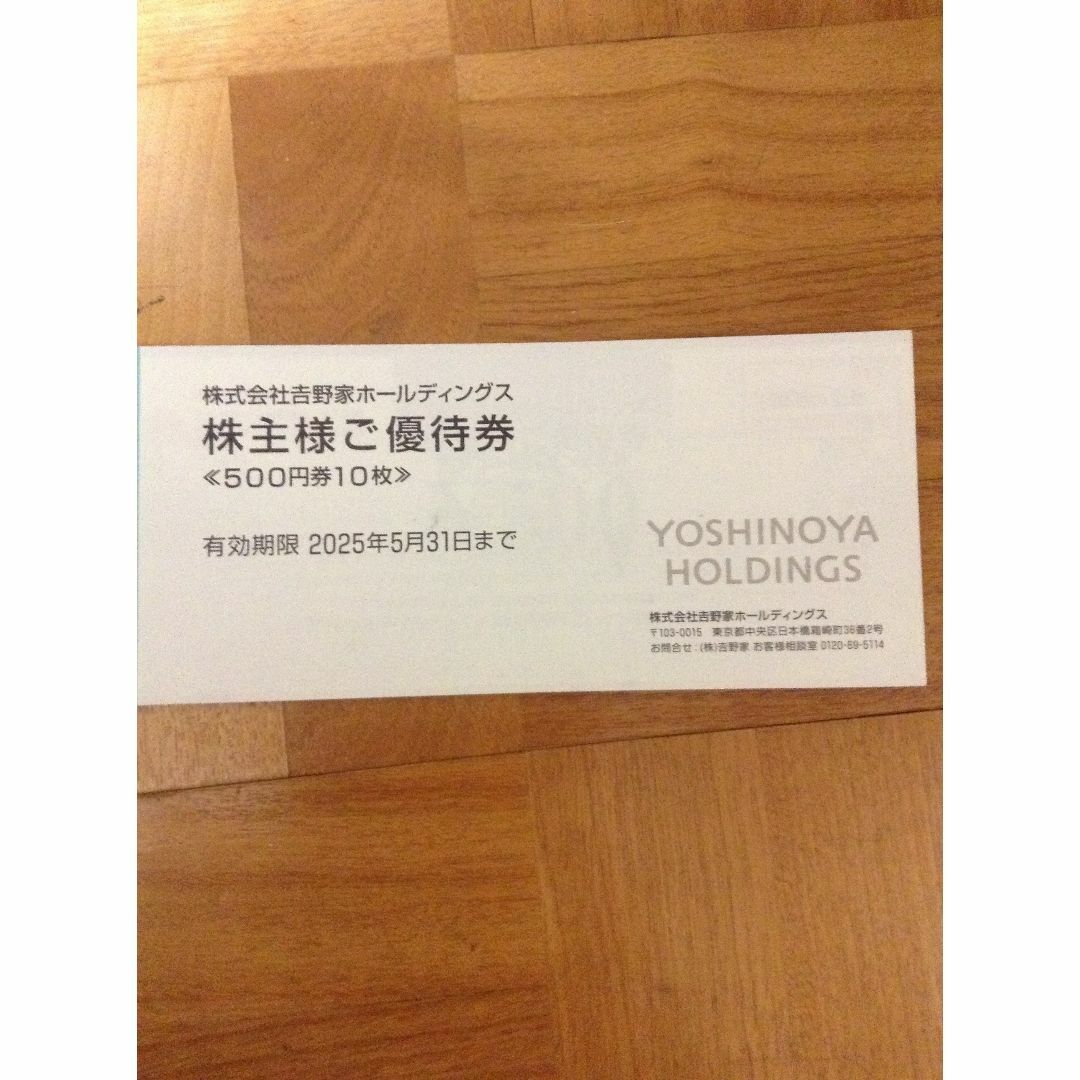 株式会社𠮷野家ホールディングス
株主様ご優待券
≪500円券10枚≫
有効期限 2025年5月31日まで
YOSHINOYA
HOLDINGS
株式会社𠮷野家ホールディングス
〒103-0015 東京都中央区日本橋箱崎町36番2号
お問合せ:(株)𠮷野家 お客様相談室 0120-69-5114